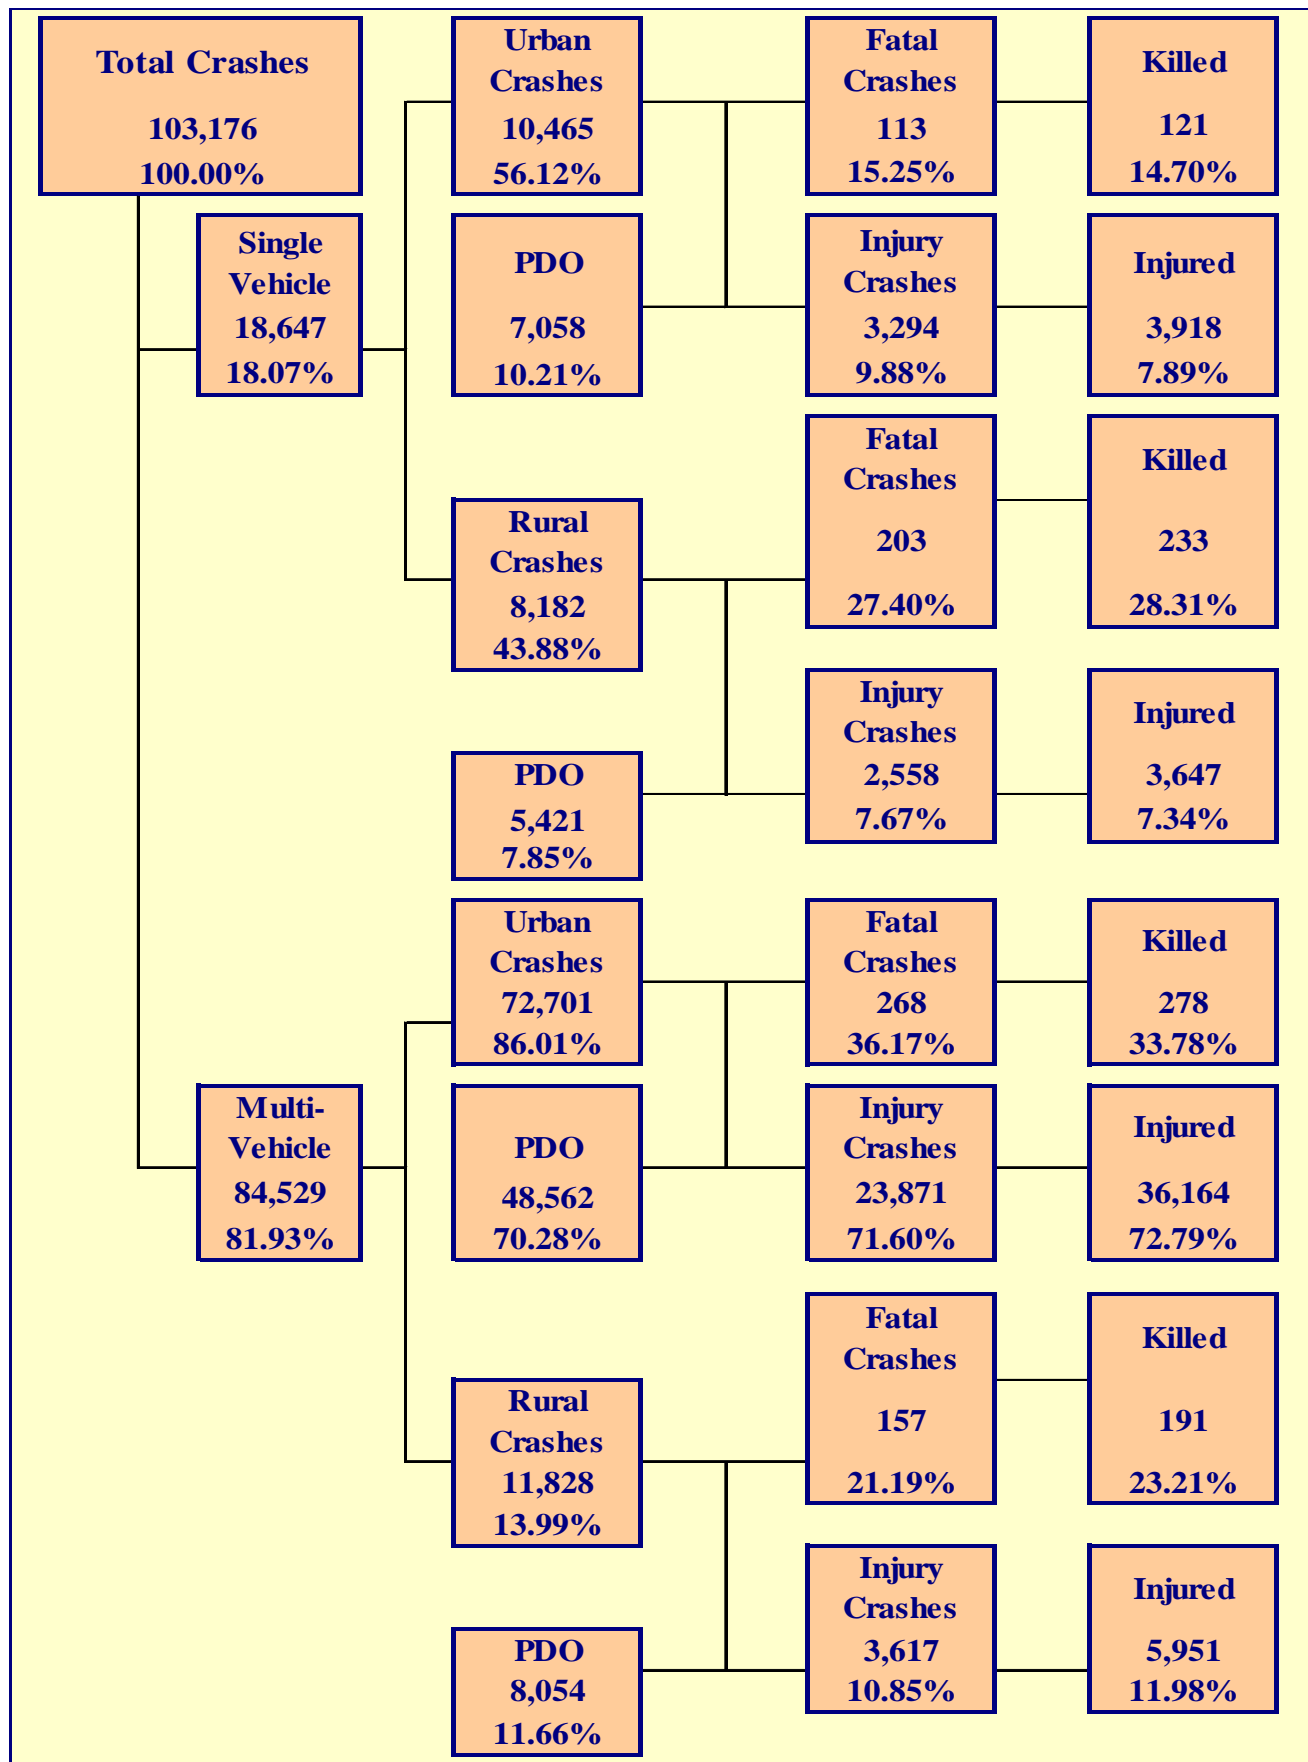 Total Crashes
103,176
100.00%
Single
Vehicle
18,647
18.07%
Urban
Crashes
10,465
56.12%
PDO
7,058
10.21%
Fatal
Crashes
113
15.25%
Killed
121
14.70%
Injury
Crashes
3,294
9.88%
Injured
3,918
7.89%
Rural
Crashes
8,182
43.88%
PDO
5,421
7.85%
Fatal
Crashes
203
27.40%
Killed
233
28.31%
Injury
Crashes
2,558
7.67%
Injured
3,647
7.34%
Multi-
Vehicle
84,529
81.93%
Urban
Crashes
72,701
86.01%
PDO
48,562
70.28%
Fatal
Crashes
268
36.17%
Killed
278
33.78%
Injury
Crashes
23,871
71.60%
Injured
36,164
72.79%
Rural
Crashes
11,828
13.99%
PDO
8,054
11.66%
Fatal
Crashes
157
21.19%
Killed
191
23.21%
Injury
Crashes
3,617
10.85%
Injured
5,951
11.98%